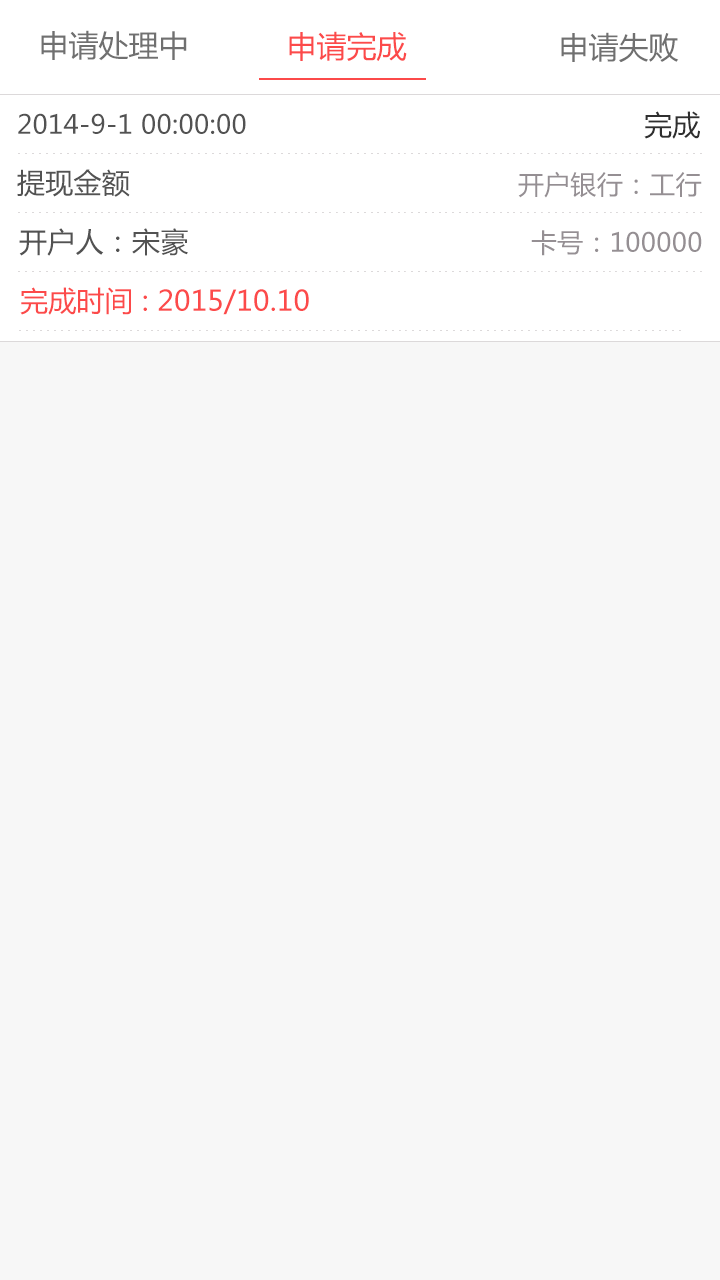 申请处理中 申请完成 申请失败
2014-9-1 00:00:00 完成
提现金额 开户银行：工行
开户人：宋豪 卡号：100000
完成时间 : 2015/10.10